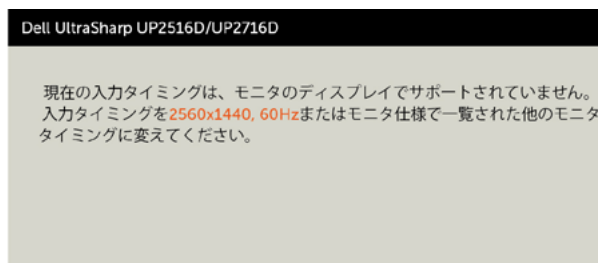 Dell UltraSharp UP2516D/UP2716D
現在の入力タイミングは、モニタのディスプレイでサポートされていません。
入力タイミングを2560x1440, 60Hzまたはモニタ仕様で一覧された他のモニタ
タイミングに変えてください。